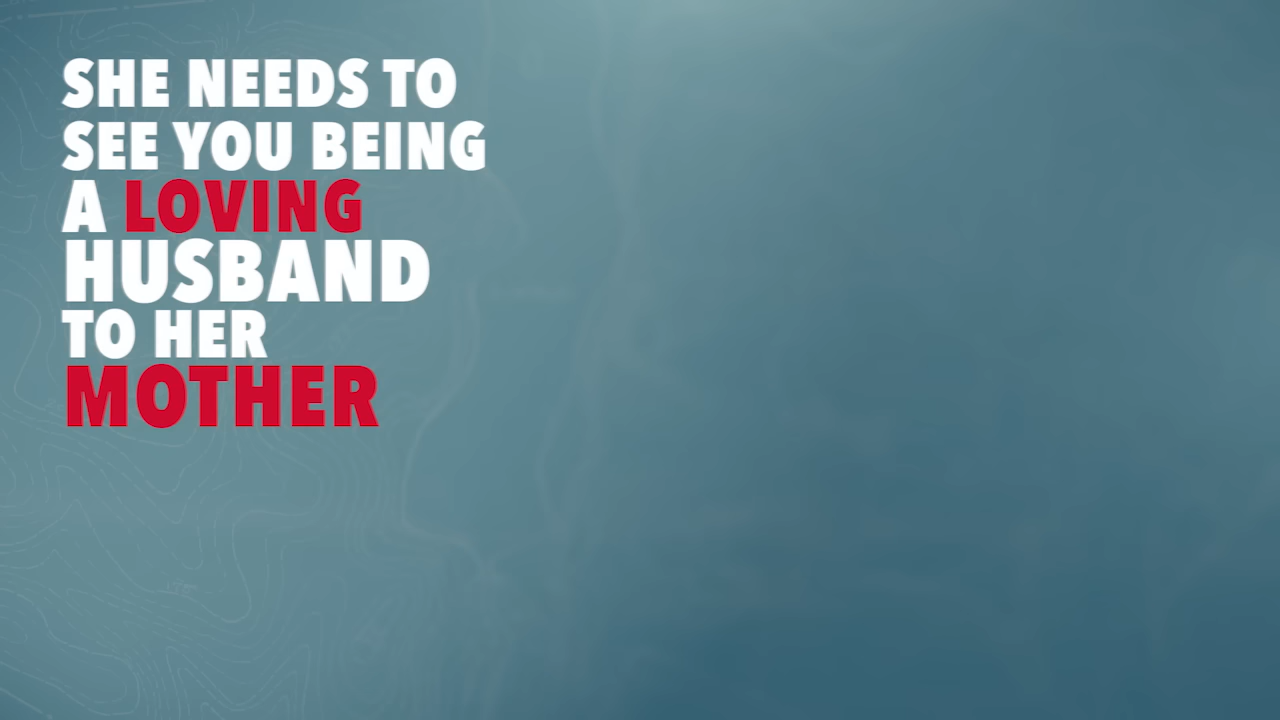 SHE NEEDS TO
SEE YOU BEING
A LOVING
HUSBAND
TO HER
MOTHER